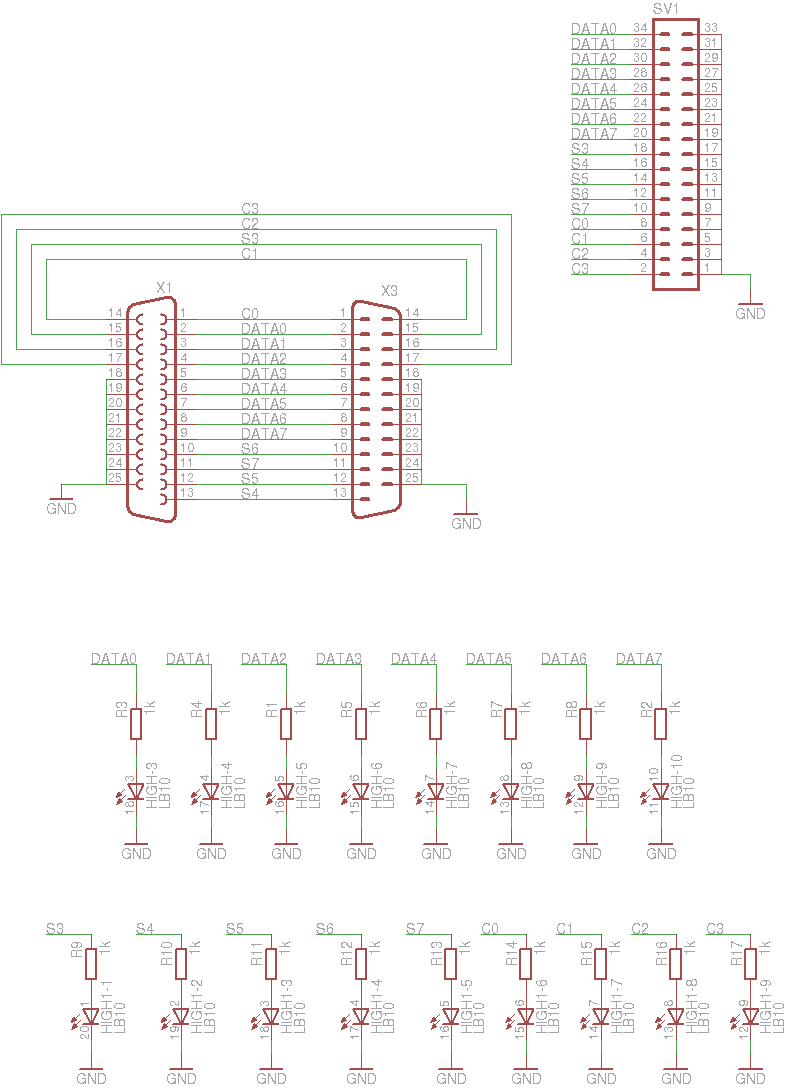 SV1
DATA0 34 33
DATA1 32 31
DATA2 30 29
DATA3 28 27
DATA4 26 25
DATA5 24 23
DATA6 22 21
DATA7 20 19
S3 18 17
S4 16 15
S5 14 13
S6 12 11
S7 10 9
C0 8 7
C1 6 5
C2 4 3
C3 2 1
GND
C3
C2
S3
C1
X1 X3
14 1 C0 1 14
15 2 DATA0 2 15
16 3 DATA1 3 16
17 4 DATA2 4 17
18 5 DATA3 5 18
19 6 DATA4 6 19
20 7 DATA5 7 20
21 8 DATA6 8 21
22 9 DATA7 9 22
23 10 S6 10 23
24 11 S7 11 24
25 12 S5 12 25
13 S4 13
GND GND
DATA0 DATA1 DATA2 DATA3 DATA4 DATA5 DATA6 DATA7
R3 1k R4 1k R1 1k R5 1k R6 1k R7 1k R8 1k R2 1k
3 4 5 6 7 8 9 10
18 17 16 15 14 13 12 11
HIGH-3 HIGH-4 HIGH-5 HIGH-6 HIGH-7 HIGH-8 HIGH-9 HIGH-10
LB10 LB10 LB10 LB10 LB10 LB10 LB10 LB10
GND GND GND GND GND GND GND GND
S3 S4 S5 S6 S7 C0 C1 C2 C3
R9 1k R10 1k R11 1k R12 1k R13 1k R14 1k R15 1k R16 1k R17 1k
1 2 3 4 5 6 7 8 9
20 19 18 17 16 15 14 13 12
HIGH1-1 HIGH1-2 HIGH1-3 HIGH1-4 HIGH1-5 HIGH1-6 HIGH1-7 HIGH1-8 HIGH1-9
LB10 LB10 LB10 LB10 LB10 LB10 LB10 LB10 LB10
GND GND GND GND GND GND GND GND GND